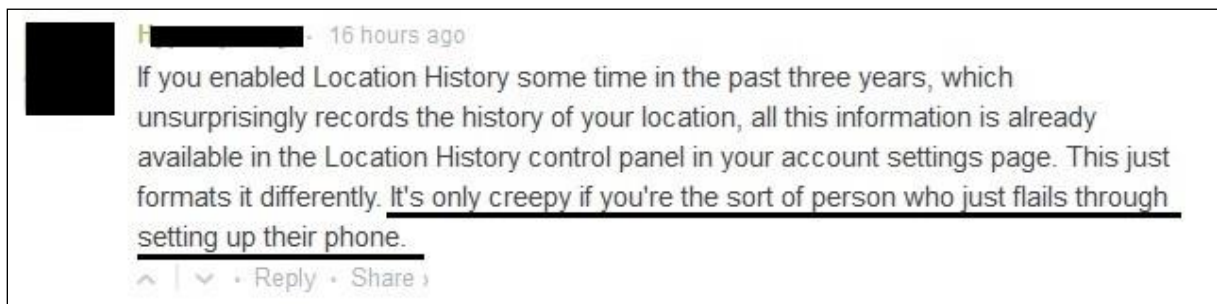 · 16 hours ago
If you enabled Location History some time in the past three years, which
unsurprisingly records the history of your location, all this information is already
available in the Location History control panel in your account settings page. This just
formats it differently. It's only creepy if you're the sort of person who just flails through
setting up their phone.
· Reply · Share ›